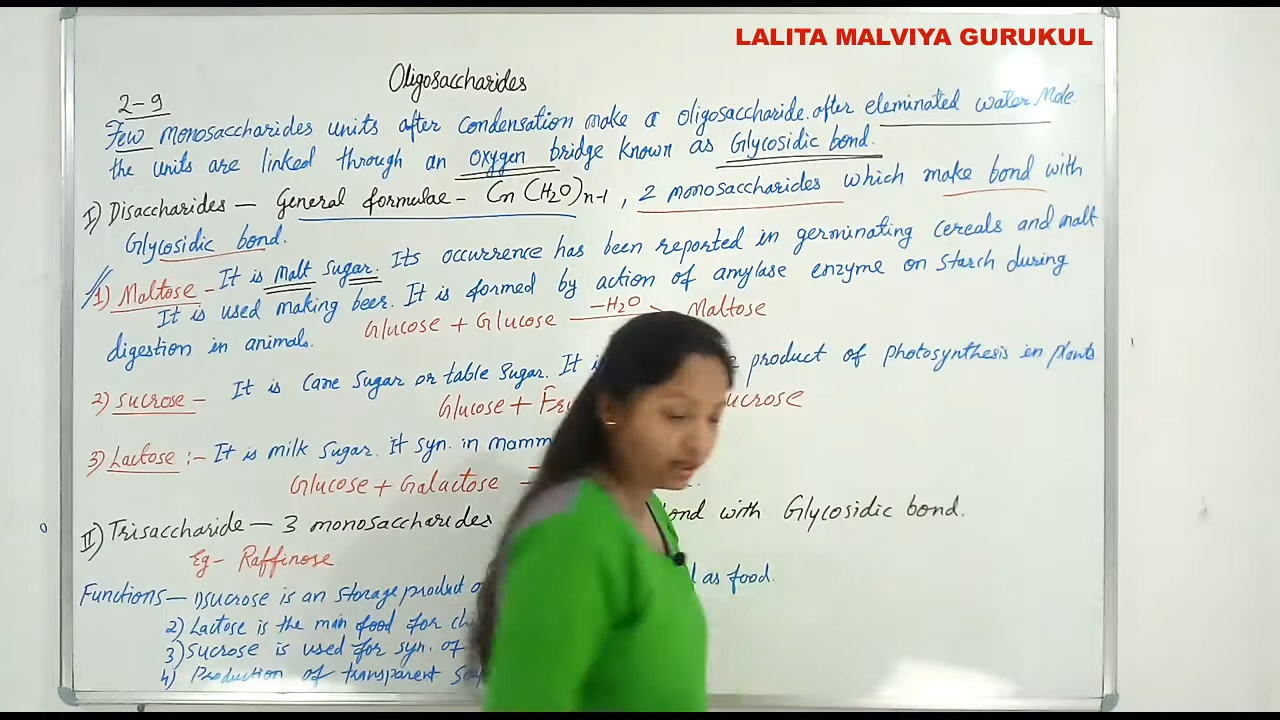 LALITA MALVIYA GURUKUL
Oligosaccharides
2-9
Few monosaccharides units after condensation make a oligosaccharide after eleminated water Mole.
the units are linked through an oxygen bridge known as Glycosidic bond.
I) Disaccharides - General formulae - Cn (H2O)n-1, 2 monosaccharides which make bond with
Glycosidic bond.
1) Maltose - It is Malt Sugar. Its occurrence has been reported in germinating cereals and malt
It is used making beer. It is formed by action of amylase enzyme on starch during
digestion in animals.
Glucose + Glucose -H2O Maltose
2) Sucrose - It is Cane Sugar or table Sugar. It product of photosynthesis in plants
Glucose +
3) Lactose :- It is milk Sugar. It syn. in
Glucose + Galactose
II) Trisaccharide - 3 monosaccharides with Glycosidic bond.
Eg- Raffinose
Functions - 1) Sucrose is an storage product as food.
2) Lactose is the main food for
3) Sucrose is used for syn. of
4) Production of transparent